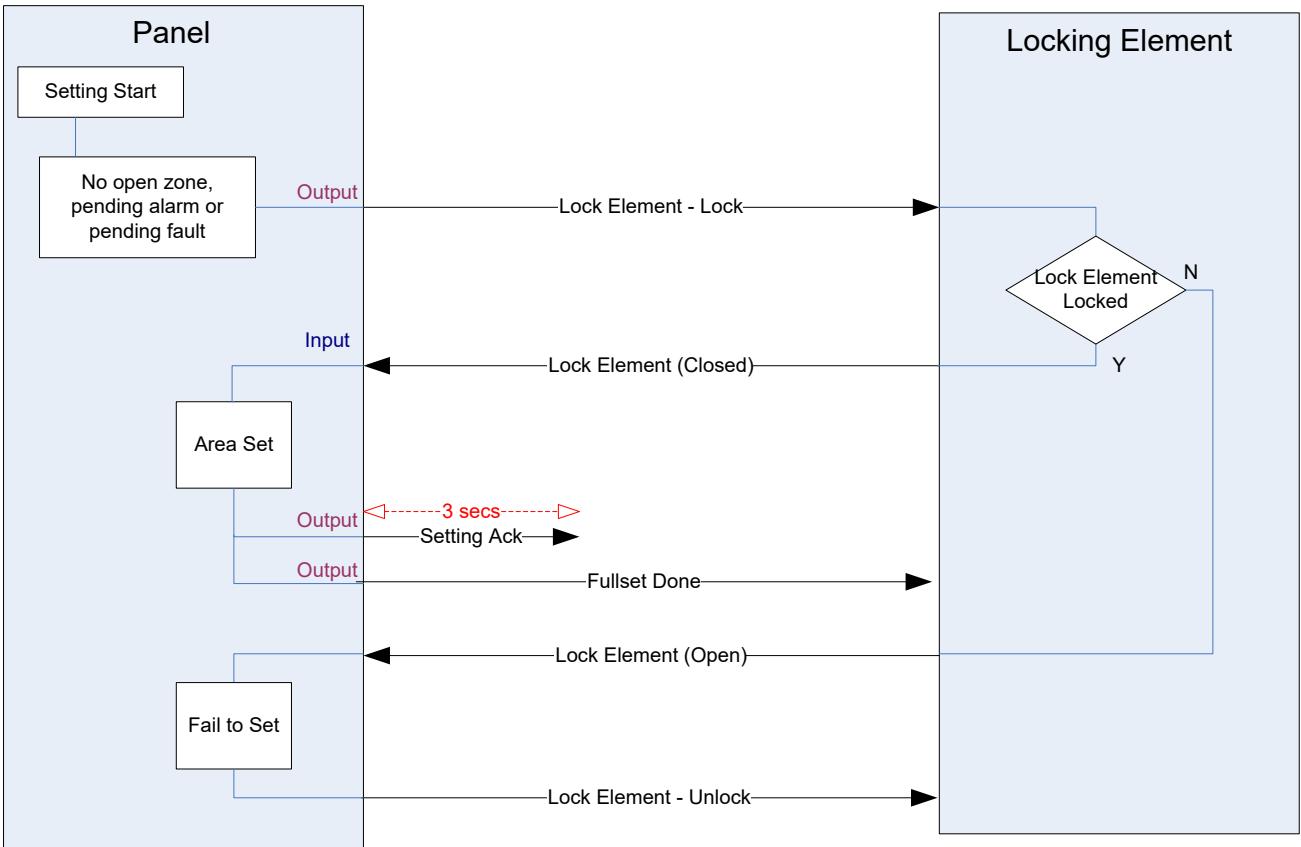 Panel
Locking Element
Setting Start
No open zone,
pending alarm or
pending fault
Output
Lock Element - Lock
Lock Element
Locked
N
Y
Input
Lock Element (Closed)
Area Set
3 secs
Output
Setting Ack
Output
Fullset Done
Lock Element (Open)
Fail to Set
Lock Element - Unlock